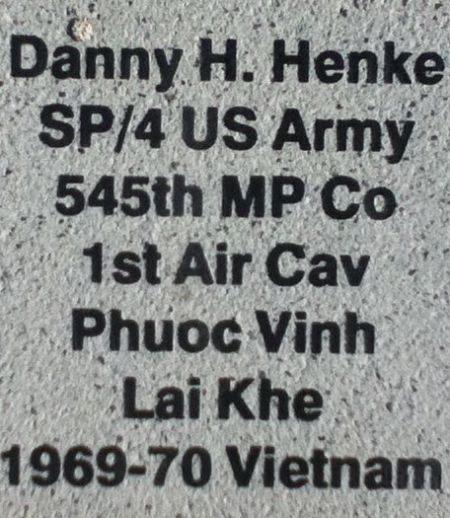 Danny H. Henke
SP/4 US Army
545th MP Co
1st Air Cav
Phuoc Vinh
Lai Khe
1969-70 Vietnam